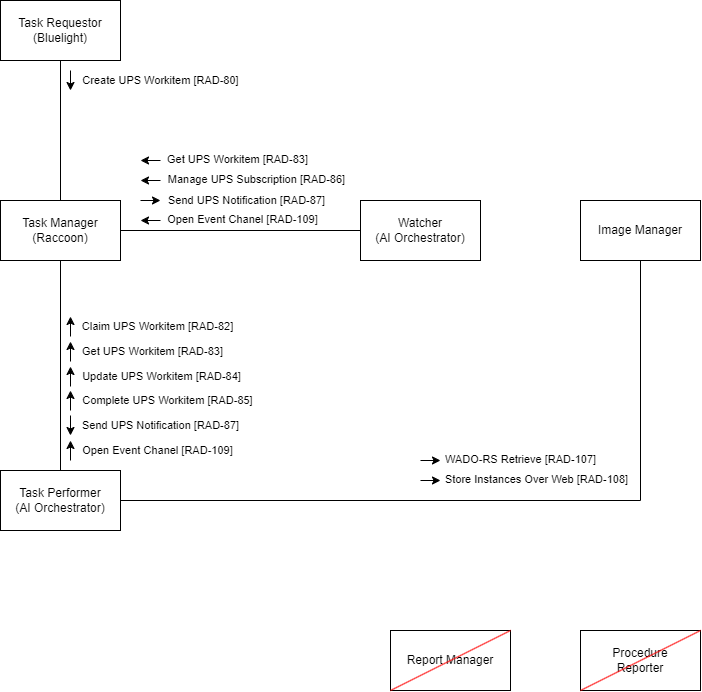 Task Requestor
(Bluelight)
Create UPS Workitem [RAD-80]
Get UPS Workitem [RAD-83]
Manage UPS Subscription [RAD-86]
Send UPS Notification [RAD-87]
Open Event Chanel [RAD-109]
Task Manager
(Raccoon)
Watcher
(AI Orchestrator)
Image Manager
Claim UPS Workitem [RAD-82]
Get UPS Workitem [RAD-83]
Update UPS Workitem [RAD-84]
Complete UPS Workitem [RAD-85]
Send UPS Notification [RAD-87]
Open Event Chanel [RAD-109]
WADO-RS Retrieve [RAD-107]
Store Instances Over Web [RAD-108]
Task Performer
(AI Orchestrator)
Report Manager
Procedure
Reporter